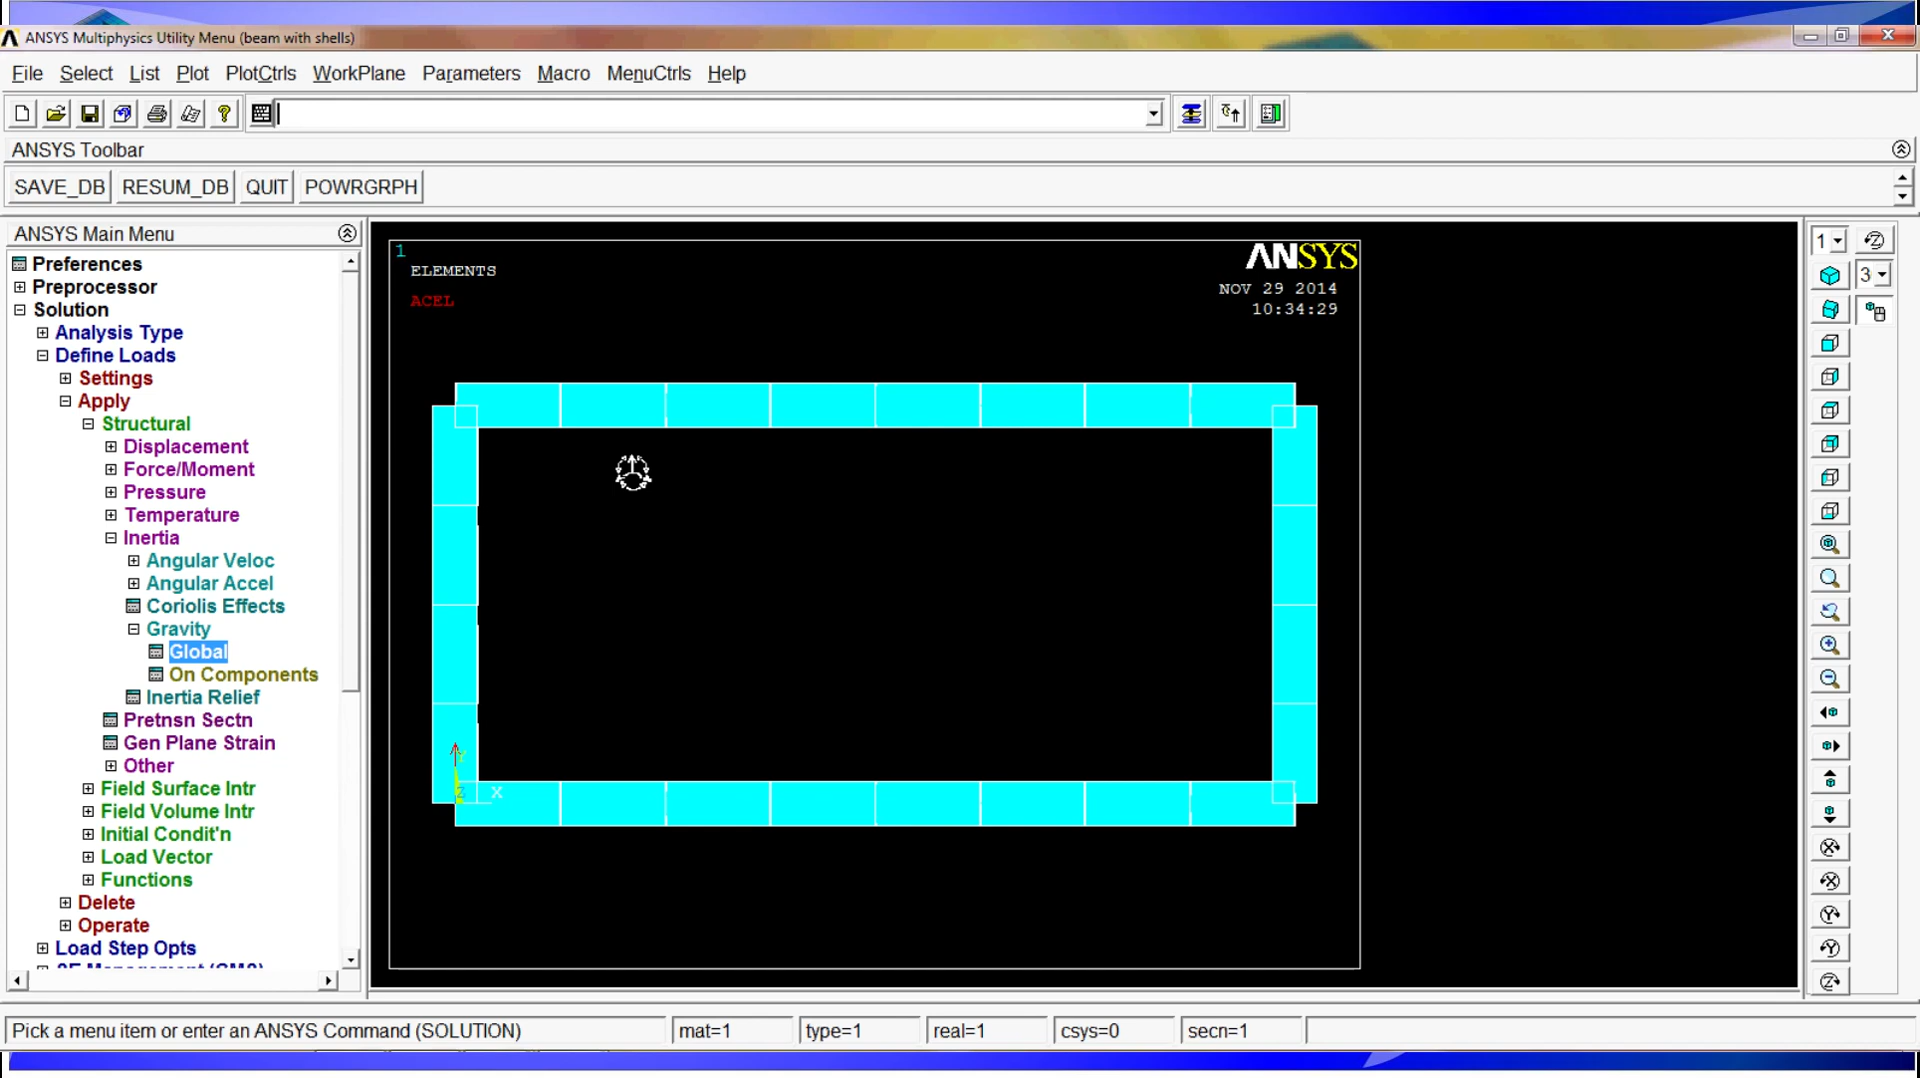 ANSYS Multiphysics Utility Menu (beam with shells)
File Select List Plot PlotCtrls WorkPlane Parameters Macro MenuCtrls Help
ANSYS Toolbar
SAVE_DB RESUM_DB QUIT POWRGRPH
ANSYS Main Menu
Preferences
Preprocessor
Solution
Analysis Type
Define Loads
Settings
Apply
Structural
Displacement
Force/Moment
Pressure
Temperature
Inertia
Angular Veloc
Angular Accel
Coriolis Effects
Gravity
Global
On Components
Inertia Relief
Pretnsn Sectn
Gen Plane Strain
Other
Field Surface Intr
Field Volume Intr
Initial Condit'n
Load Vector
Functions
Delete
Operate
Load Step Opts
1
ELEMENTS
ACEL
ANSYS
NOV 29 2014
10:34:29
Y
Z X
1
3
Pick a menu item or enter an ANSYS Command (SOLUTION) mat=1 type=1 real=1 csys=0 secn=1